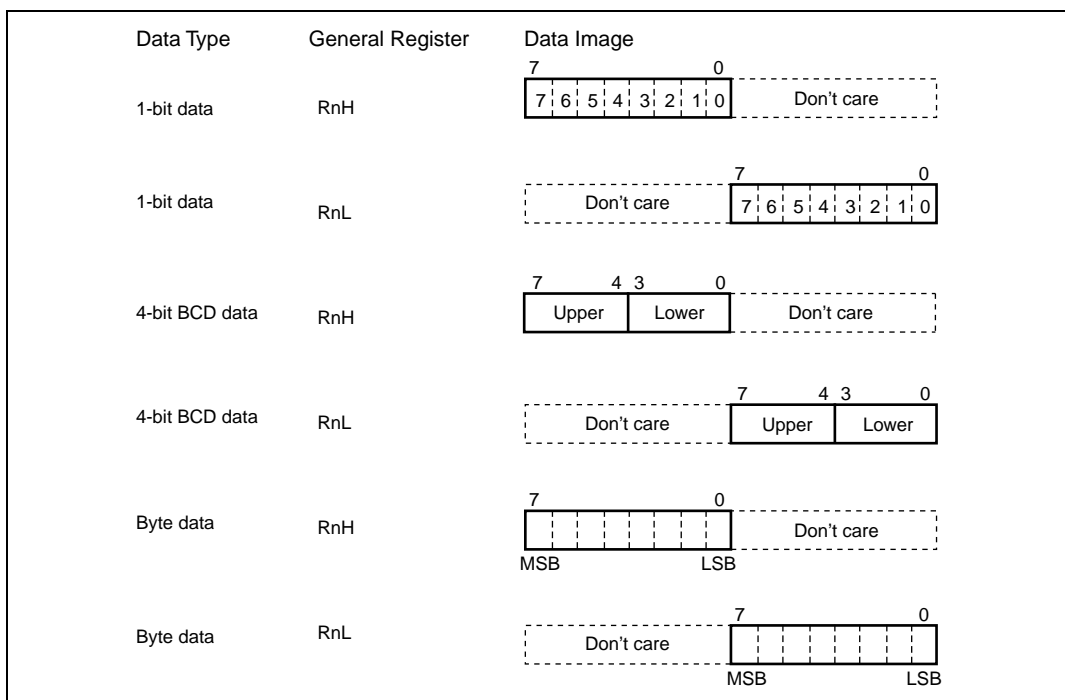 Data Type General Register Data Image
7 0
1-bit data RnH 7 6 5 4 3 2 1 0 Don't care
7 0
1-bit data RnL Don't care 7 6 5 4 3 2 1 0
7 4 3 0
4-bit BCD data RnH Upper Lower Don't care
7 4 3 0
4-bit BCD data RnL Don't care Upper Lower
7 0
Byte data RnH Don't care
MSB LSB
7 0
Byte data RnL Don't care
MSB LSB